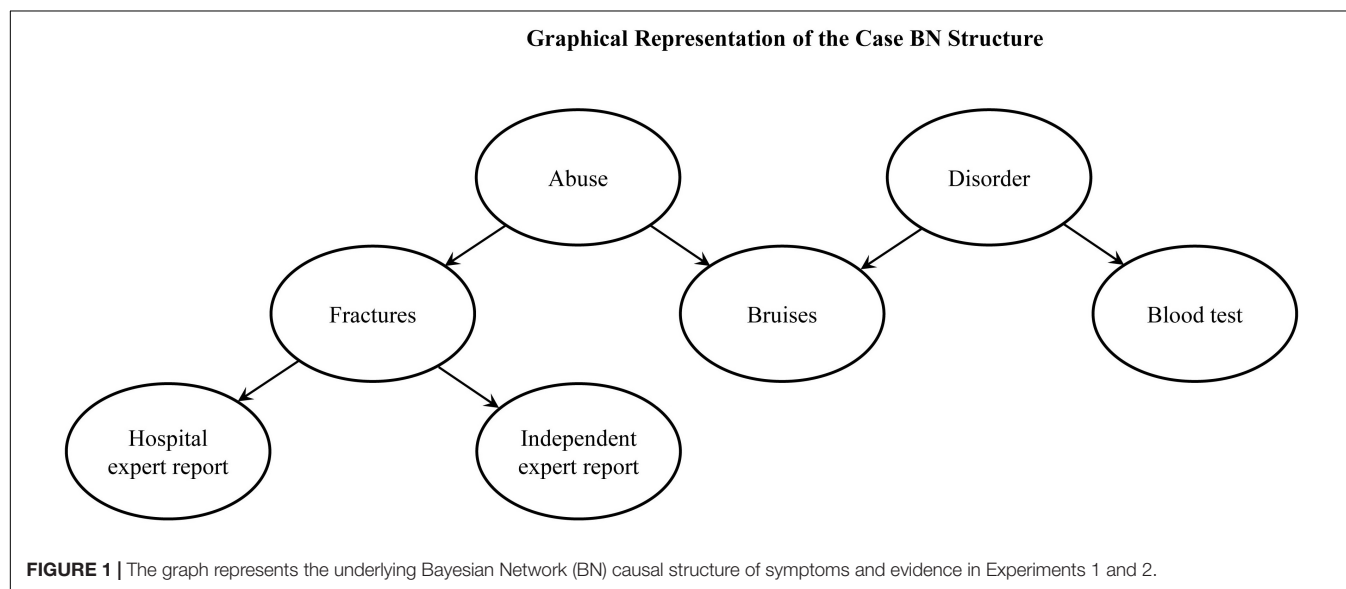 Graphical Representation of the Case BN Structure
Abuse
Disorder
Fractures
Bruises
Blood test
Hospital
expert report
Independent
expert report
FIGURE 1 | The graph represents the underlying Bayesian Network (BN) causal structure of symptoms and evidence in Experiments 1 and 2.